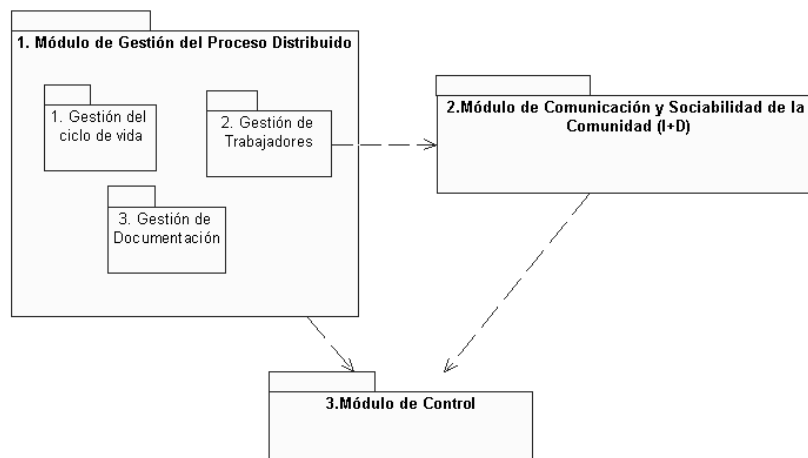 1. Módulo de Gestión del Proceso Distribuido
1. Gestión del
ciclo de vida
2. Gestión de
Trabajadores
3. Gestión de
Documentación
2.Módulo de Comunicación y Sociabilidad de la
Comunidad (I+D)
3.Módulo de Control